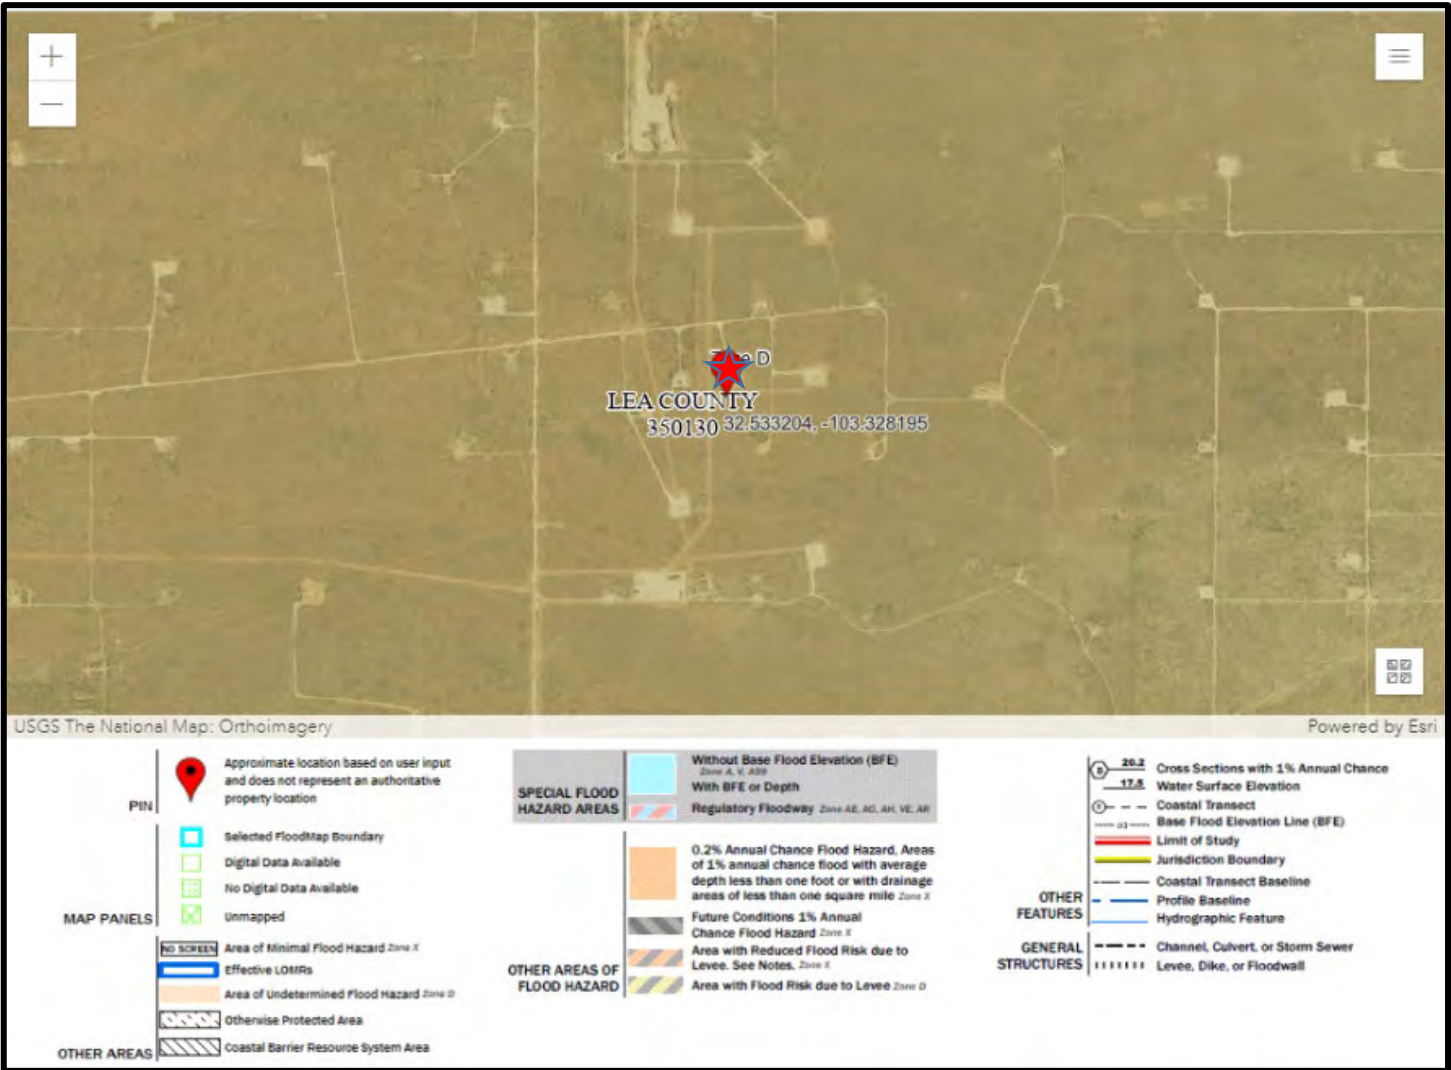 Zone D
LEA COUNTY
350130 32.533204, -103.328195
USGS The National Map: Orthoimagery
Powered by Esri
PIN
Approximate location based on user input
and does not represent an authoritative
property location
MAP PANELS
Selected FloodMap Boundary
Digital Data Available
No Digital Data Available
Unmapped
OTHER AREAS
NO SCREEN Area of Minimal Flood Hazard Zone X
Effective LOMRs
Area of Undetermined Flood Hazard Zone D
Otherwise Protected Area
Coastal Barrier Resource System Area
SPECIAL FLOOD
HAZARD AREAS
Without Base Flood Elevation (BFE)
Zone A, V, A99
With BFE or Depth
Regulatory Floodway Zone AE, AO, AH, VE, AR
OTHER AREAS OF
FLOOD HAZARD
0.2% Annual Chance Flood Hazard, Areas
of 1% annual chance flood with average
depth less than one foot or with drainage
areas of less than one square mile Zone X
Future Conditions 1% Annual
Chance Flood Hazard Zone X
Area with Reduced Flood Risk due to
Levee. See Notes. Zone X
Area with Flood Risk due to Levee Zone D
OTHER
FEATURES
20.2 Cross Sections with 1% Annual Chance
17.5 Water Surface Elevation
Coastal Transect
Base Flood Elevation Line (BFE)
Limit of Study
Jurisdiction Boundary
Coastal Transect Baseline
Profile Baseline
Hydrographic Feature
GENERAL
STRUCTURES
Channel, Culvert, or Storm Sewer
Levee, Dike, or Floodwall